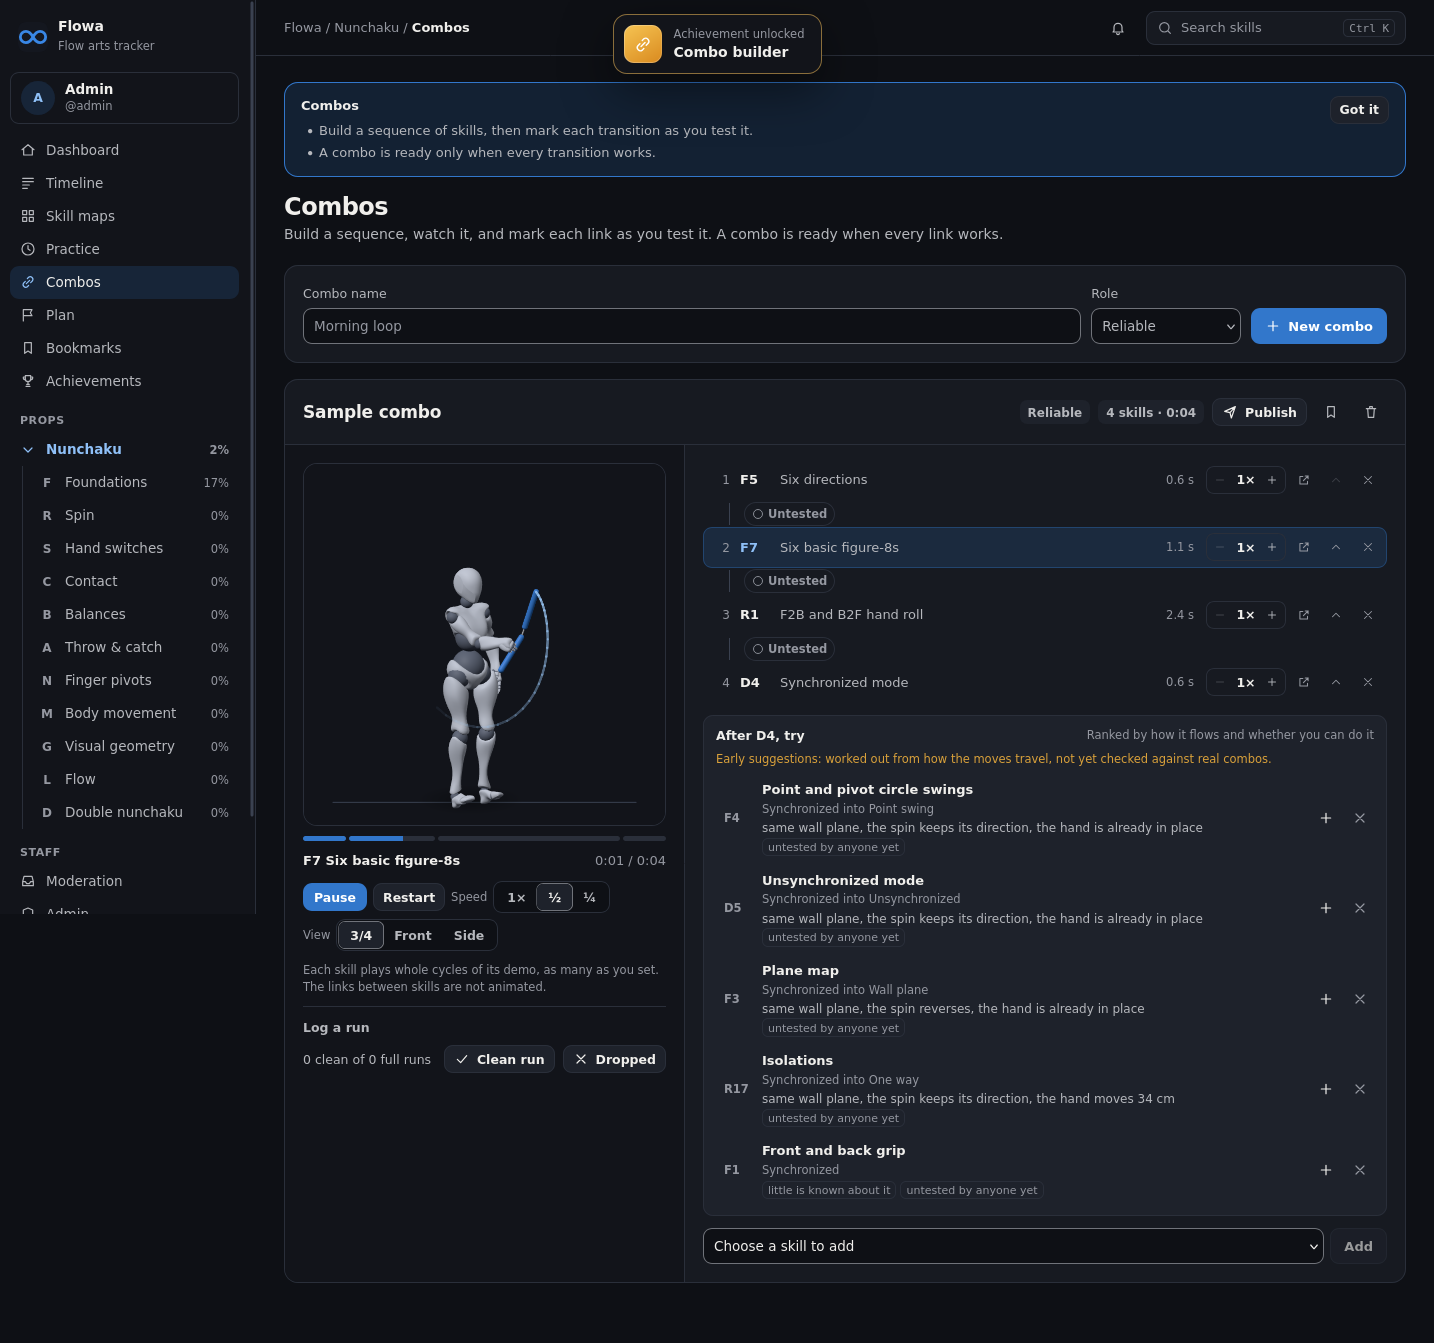 Flowa
Flow arts tracker
A
Admin
@admin
Dashboard
Timeline
Skill maps
Practice
Combos
Plan
Bookmarks
Achievements
PROPS
Nunchaku 2%
F Foundations 17%
R Spin 0%
S Hand switches 0%
C Contact 0%
B Balances 0%
A Throw & catch 0%
N Finger pivots 0%
M Body movement 0%
G Visual geometry 0%
L Flow 0%
D Double nunchaku 0%
STAFF
Moderation
Admin
Flowa / Nunchaku / Combos
Achievement unlocked
Combo builder
Search skills Ctrl K
Combos
Got it
• Build a sequence of skills, then mark each transition as you test it.
• A combo is ready only when every transition works.
Combos
Build a sequence, watch it, and mark each link as you test it. A combo is ready when every link works.
Combo name
Role
Morning loop
Reliable
New combo
Sample combo
Reliable
4 skills · 0:04
Publish
F7 Six basic figure-8s 0:01 / 0:04
Pause Restart Speed 1× ½ ¼
View 3/4 Front Side
Each skill plays whole cycles of its demo, as many as you set.
The links between skills are not animated.
Log a run
0 clean of 0 full runs Clean run Dropped
1 F5 Six directions 0.6 s − 1× +
Untested
2 F7 Six basic figure-8s 1.1 s − 1× +
Untested
3 R1 F2B and B2F hand roll 2.4 s − 1× +
Untested
4 D4 Synchronized mode 0.6 s − 1× +
After D4, try
Ranked by how it flows and whether you can do it
Early suggestions: worked out from how the moves travel, not yet checked against real combos.
F4
Point and pivot circle swings
Synchronized into Point swing
same wall plane, the spin keeps its direction, the hand is already in place
untested by anyone yet
D5
Unsynchronized mode
Synchronized into Unsynchronized
same wall plane, the spin keeps its direction, the hand is already in place
untested by anyone yet
F3
Plane map
Synchronized into Wall plane
same wall plane, the spin reverses, the hand is already in place
untested by anyone yet
R17
Isolations
Synchronized into One way
same wall plane, the spin keeps its direction, the hand moves 34 cm
untested by anyone yet
F1
Front and back grip
Synchronized
little is known about it untested by anyone yet
Choose a skill to add
Add